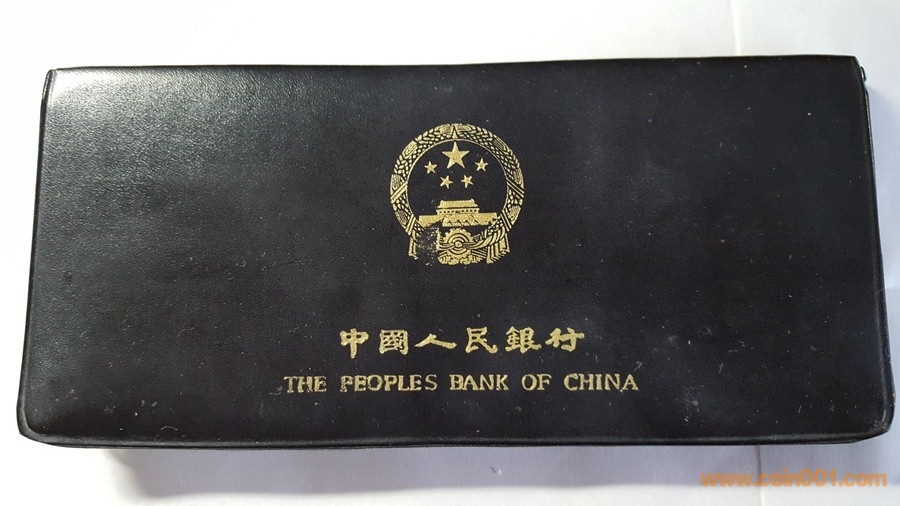 中國人民銀行
THE PEOPLES BANK OF CHINA
www.coin001.com